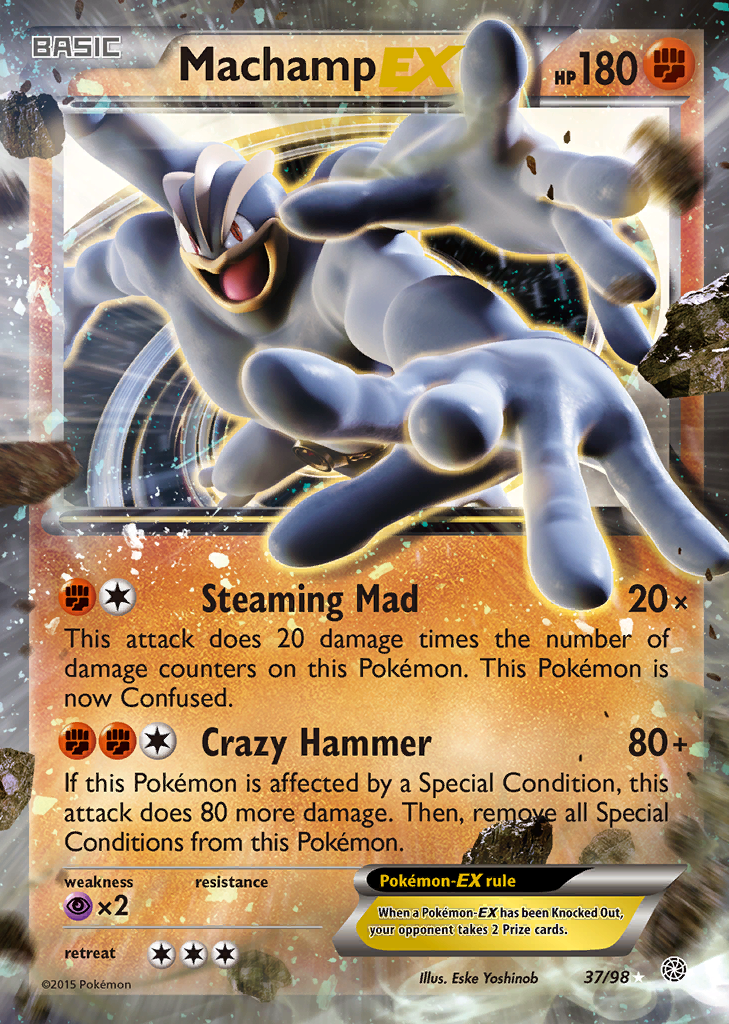 BASIC
Machamp EX HP180
Steaming Mad 20×
This attack does 20 damage times the number of
damage counters on this Pokémon. This Pokémon is
now Confused.
Crazy Hammer 80+
If this Pokémon is affected by a Special Condition, this
attack does 80 more damage. Then, remove all Special
Conditions from this Pokémon.
weakness resistance
×2
Pokémon-EX rule
When a Pokémon-EX has been Knocked Out,
your opponent takes 2 Prize cards.
retreat
©2015 Pokémon
Illus. Eske Yoshinob 37/98